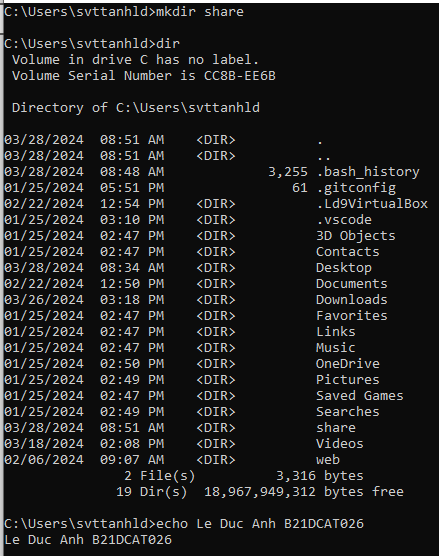 C:\Users\svttanhld>mkdir share
C:\Users\svttanhld>dir
 Volume in drive C has no label.
 Volume Serial Number is CC8B-EE6B
 Directory of C:\Users\svttanhld
03/28/2024  08:51 AM    <DIR>          .
03/28/2024  08:51 AM    <DIR>          ..
03/28/2024  08:48 AM             3,255 .bash_history
01/25/2024  05:51 PM                61 .gitconfig
02/22/2024  12:54 PM    <DIR>          .Ld9VirtualBox
01/25/2024  03:10 PM    <DIR>          .vscode
01/25/2024  02:47 PM    <DIR>          3D Objects
01/25/2024  02:47 PM    <DIR>          Contacts
03/28/2024  08:34 AM    <DIR>          Desktop
02/22/2024  12:50 PM    <DIR>          Documents
03/26/2024  03:18 PM    <DIR>          Downloads
01/25/2024  02:47 PM    <DIR>          Favorites
01/25/2024  02:47 PM    <DIR>          Links
01/25/2024  02:47 PM    <DIR>          Music
01/25/2024  02:50 PM    <DIR>          OneDrive
01/25/2024  02:49 PM    <DIR>          Pictures
01/25/2024  02:47 PM    <DIR>          Saved Games
01/25/2024  02:49 PM    <DIR>          Searches
03/28/2024  08:51 AM    <DIR>          share
03/18/2024  02:08 PM    <DIR>          Videos
02/06/2024  09:07 AM    <DIR>          web
               2 File(s)          3,316 bytes
              19 Dir(s)  18,967,949,312 bytes free
C:\Users\svttanhld>echo Le Duc Anh B21DCAT026
Le Duc Anh B21DCAT026